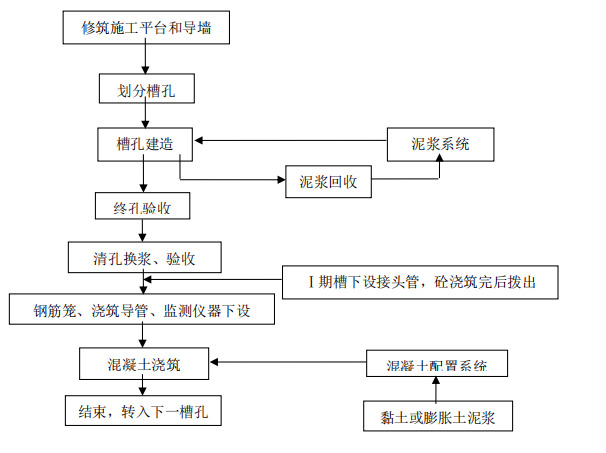 修筑施工平台和导墙
划分槽孔
槽孔建造
泥浆系统
泥浆回收
终孔验收
清孔换浆、验收
Ⅰ期槽下设接头管，砼浇筑完后拨出
钢筋笼、浇筑导管、监测仪器下设
混凝土浇筑
混凝土配置系统
结束，转入下一槽孔
黏土或膨胀土泥浆